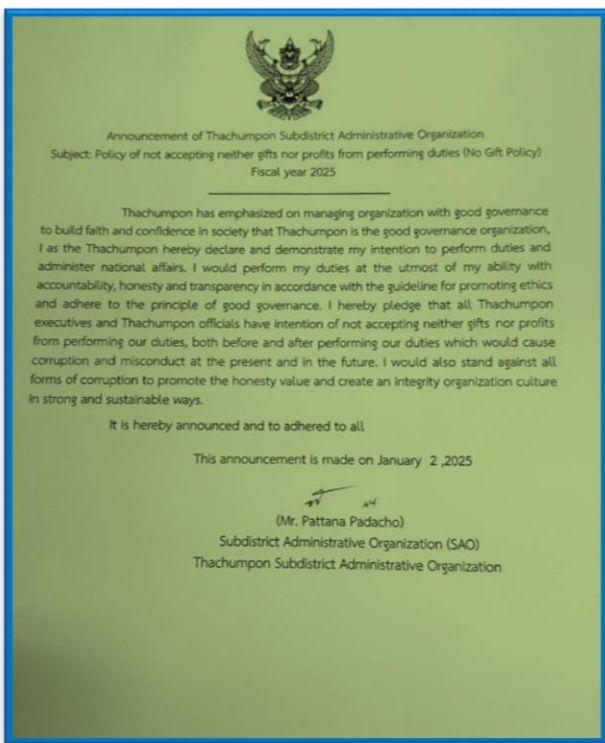 Announcement of Thachumpon Subdistrict Administrative Organization
Subject: Policy of not accepting neither gifts nor profits from performing duties (No Gift Policy)
Fiscal year 2025
Thachumpon has emphasized on managing organization with good governance
to build faith and confidence in society that Thachumpon is the good governance organization,
I as the Thachumpon hereby declare and demonstrate my intention to perform duties and
administer national affairs. I would perform my duties at the utmost of my ability with
accountability, honesty and transparency in accordance with the guideline for promoting ethics
and adhere to the principle of good governance. I hereby pledge that all Thachumpon
executives and Thachumpon officials have intention of not accepting neither gifts nor profits
from performing our duties, both before and after performing our duties which would cause
corruption and misconduct at the present and in the future. I would also stand against all
forms of corruption to promote the honesty value and create an integrity organization culture
in strong and sustainable ways.
It is hereby announced and to adhered to all
This announcement is made on January 2 ,2025
(Mr. Pattana Padacho)
Subdistrict Administrative Organization (SAO)
Thachumpon Subdistrict Administrative Organization